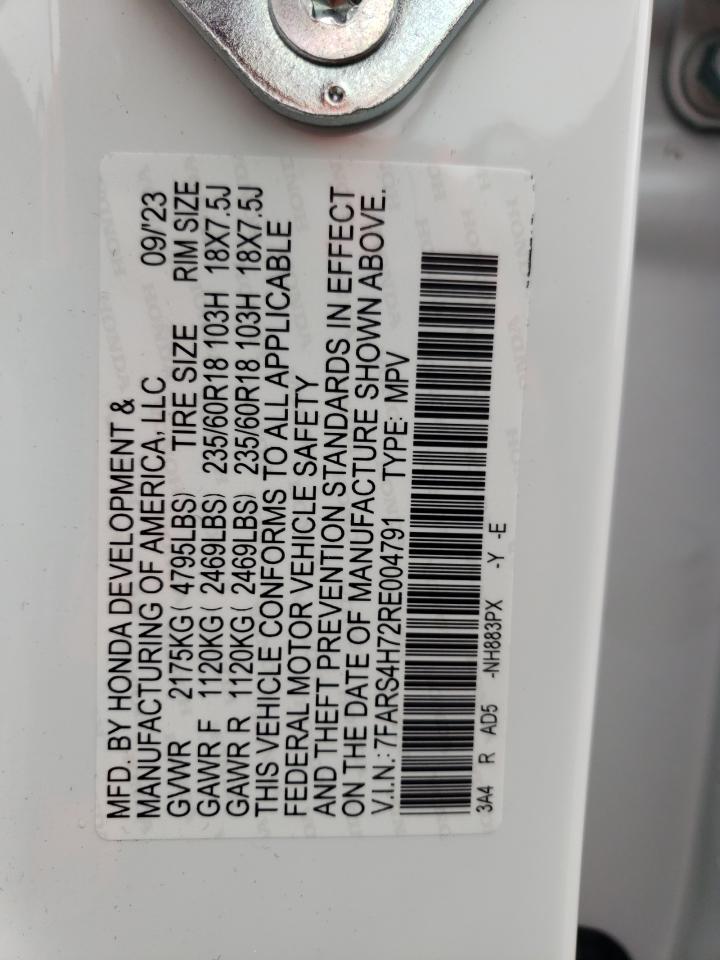 MFD. BY HONDA DEVELOPMENT &
MANUFACTURING OF AMERICA, LLC 09/'23
GVWR 2175KG( 4795LBS) TIRE SIZE RIM SIZE
GAWR F 1120KG( 2469LBS) 235/60R18 103H 18X7.5J
GAWR R 1120KG( 2469LBS) 235/60R18 103H 18X7.5J
THIS VEHICLE CONFORMS TO ALL APPLICABLE
FEDERAL MOTOR VEHICLE SAFETY
AND THEFT PREVENTION STANDARDS IN EFFECT
ON THE DATE OF MANUFACTURE SHOWN ABOVE.
V.I.N.: 7FARS4H72RE004791 TYPE: MPV
3A4 R AD5 -NH883PX -Y -E